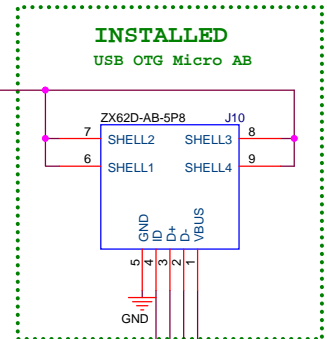 INSTALLED
USB OTG Micro AB
ZX62D-AB-5P8 J10
7 SHELL2 SHELL3 8
6 SHELL1 SHELL4 9
GND ID D+ D- VBUS
5 4 3 2 1
GND